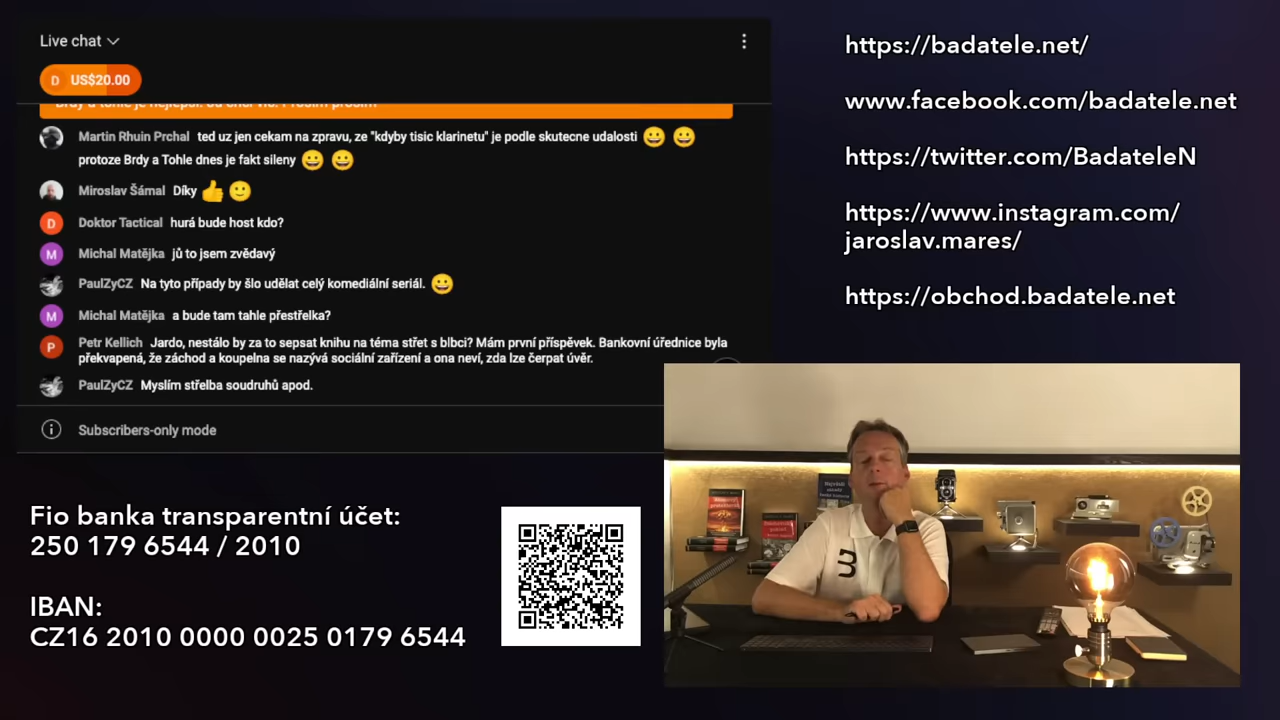 Live chat
D US$20.00
Martin Rhuin Prchal ted uz jen cekam na zpravu, ze "kdyby tisic klarinetu" je podle skutecne udalosti 😀 😀
protoze Brdy a Tohle dnes je fakt sileny 😀 😀
Miroslav Šámal Díky 👍 🙂
D Doktor Tactical hurá bude host kdo?
M Michal Matějka jů to jsem zvědavý
PaulZyCZ Na tyto případy by šlo udělat celý komediální seriál. 😀
M Michal Matějka a bude tam tahle přestřelka?
P Petr Kellich Jardo, nestálo by za to sepsat knihu na téma střet s blbci? Mám první příspěvek. Bankovní úřednice byla
překvapená, že záchod a koupelna se nazývá sociální zařízení a ona neví, zda lze čerpat úvěr.
PaulZyCZ Myslím střelba soudruhů apod.
Subscribers-only mode
https://badatele.net/
www.facebook.com/badatele.net
https://twitter.com/BadateleN
https://www.instagram.com/
jaroslav.mares/
https://obchod.badatele.net
Fio banka transparentní účet:
250 179 6544 / 2010
IBAN:
CZ16 2010 0000 0025 0179 6544